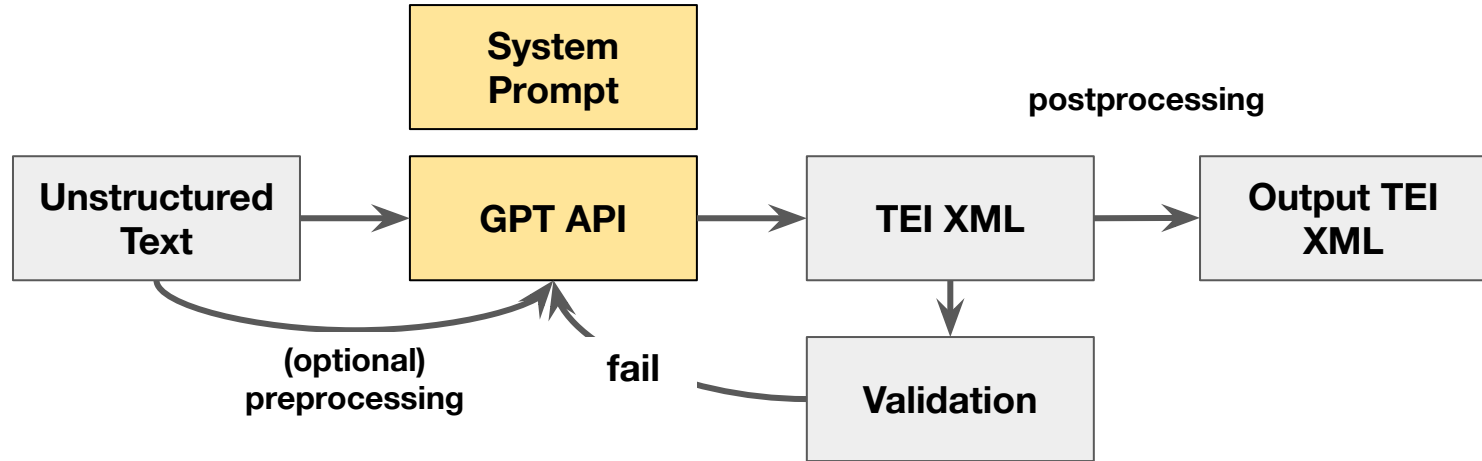 System
Prompt
postprocessing
Unstructured
Text
GPT API
TEI XML
Output TEI
XML
(optional)
preprocessing
fail
Validation